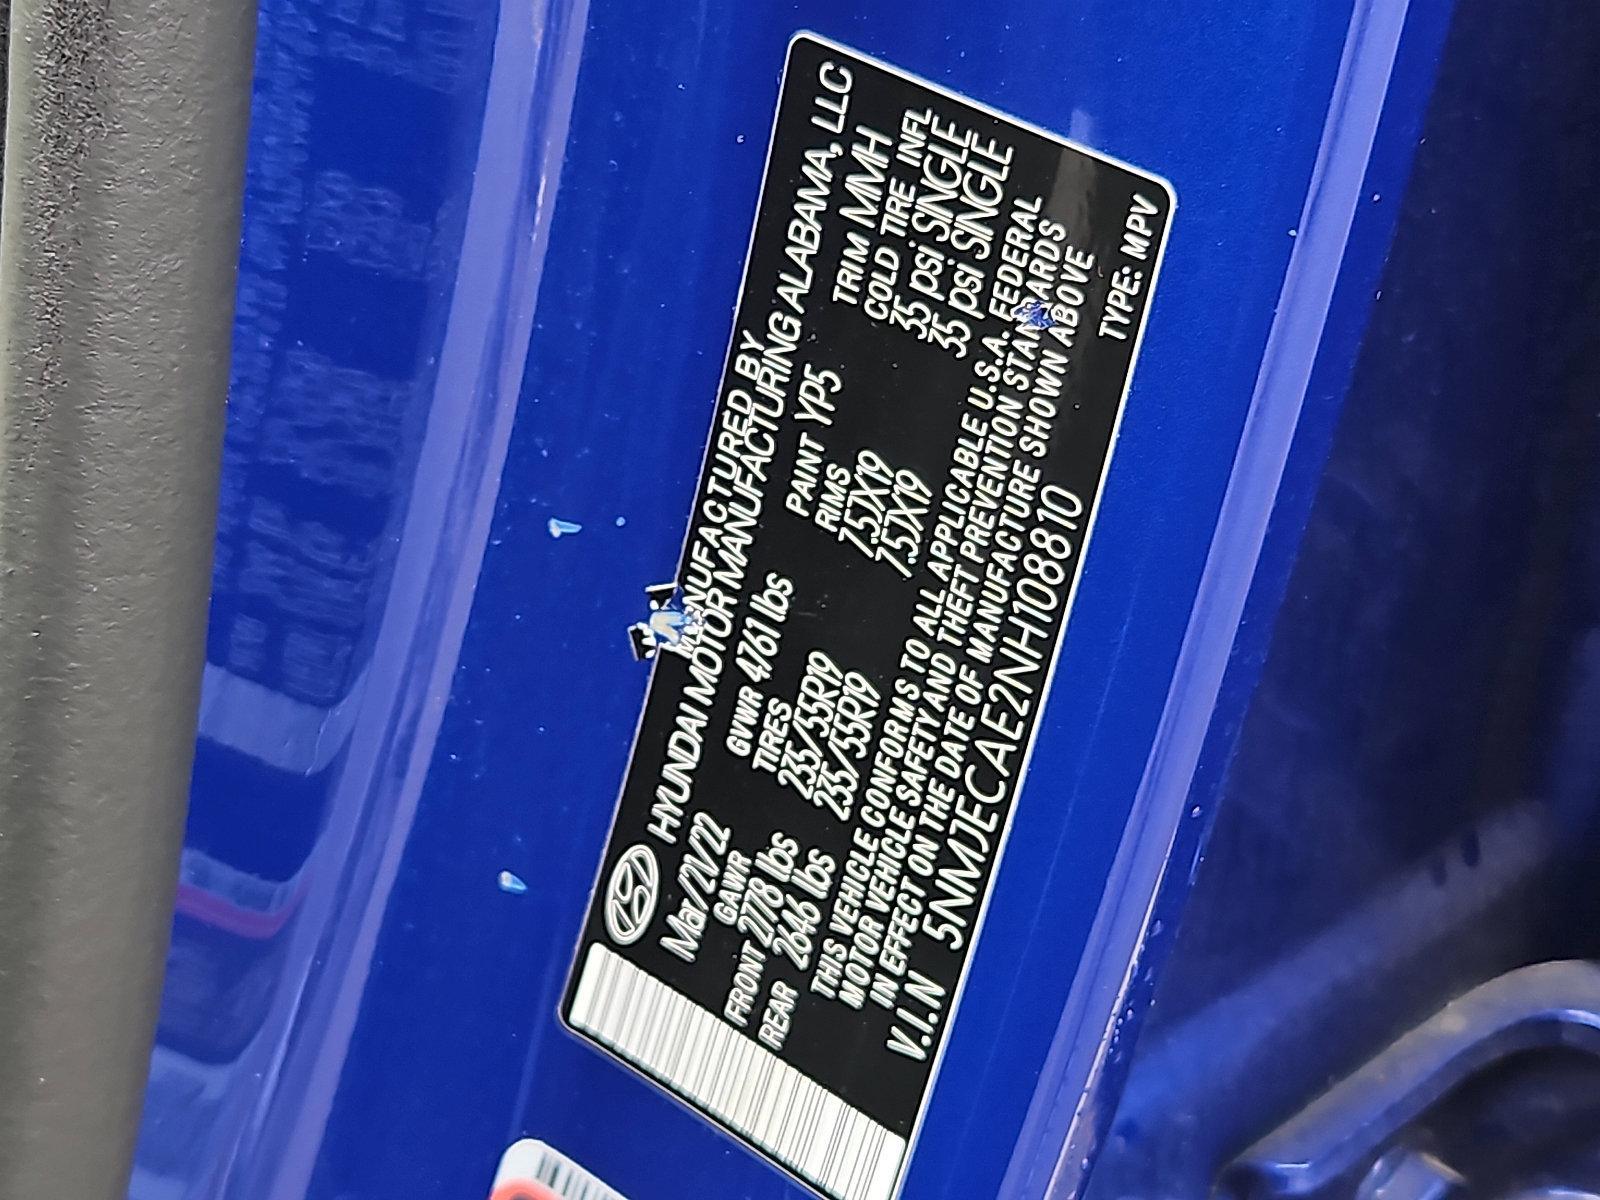 MANUFACTURED BY
HYUNDAI MOTOR MANUFACTURING ALABAMA, LLC
Mar/21/22 GVWR 4761 lbs PAINT YP5 TRIM MMH
GAWR TIRES RIMS COLD TIRE INFL
FRONT 2778 lbs 235/55R19 7.5JX19 35 psi SINGLE
REAR 2646 lbs 235/55R19 7.5JX19 35 psi SINGLE
THIS VEHICLE CONFORMS TO ALL APPLICABLE U.S.A. FEDERAL
MOTOR VEHICLE SAFETY AND THEFT PREVENTION STANDARDS
IN EFFECT ON THE DATE OF MANUFACTURE SHOWN ABOVE
V.I.N 5NMJECAE2NH108810 TYPE: MPV